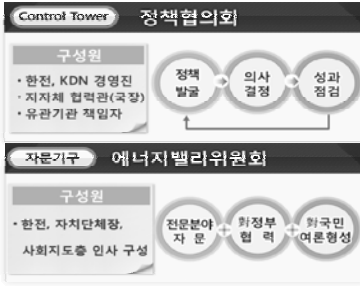 Control Tower 정책협의회
구성원
· 한전, KDN 경영진
· 지자체 협력관(국장)
· 유관기관 책임자
정책 발굴
의사 결정
성과 점검
자문기구 에너지밸리위원회
구성원
· 한전, 자치단체장,
사회지도층 인사 구성
전문분야 자 문
對정부 협 력
對국민 여론형성